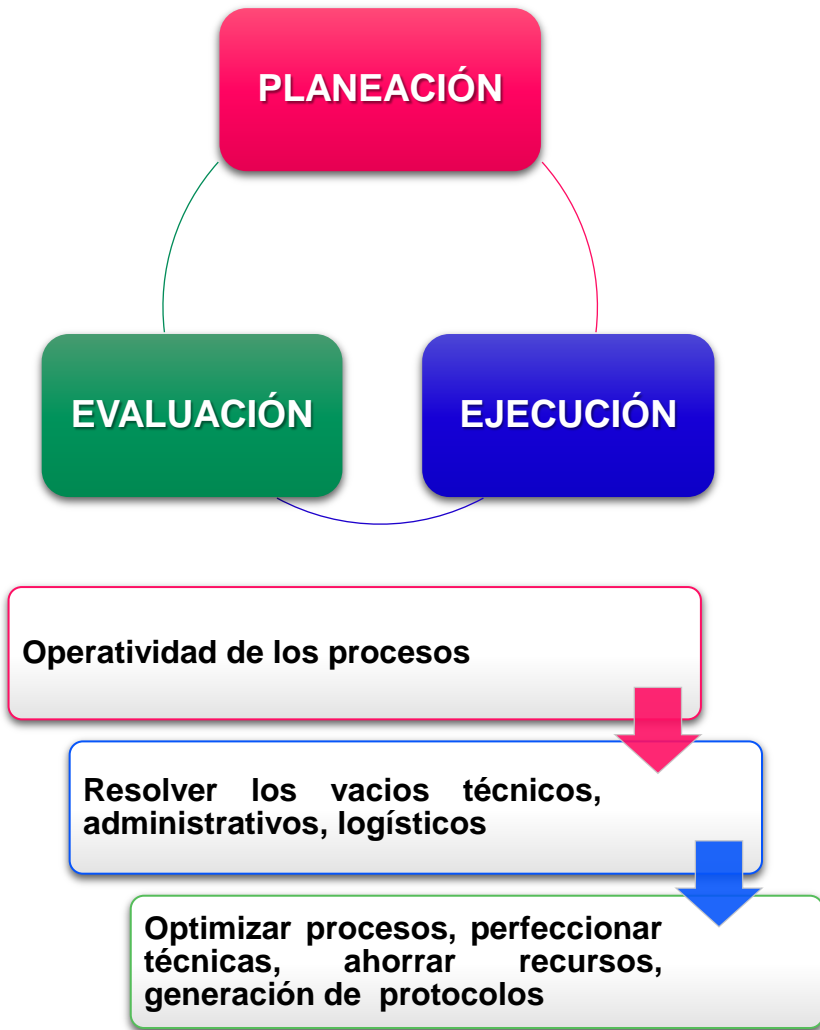 PLANEACIÓN
EVALUACIÓN
EJECUCIÓN
Operatividad de los procesos
Resolver los vacios técnicos,
administrativos, logísticos
Optimizar procesos, perfeccionar
técnicas, ahorrar recursos,
generación de protocolos